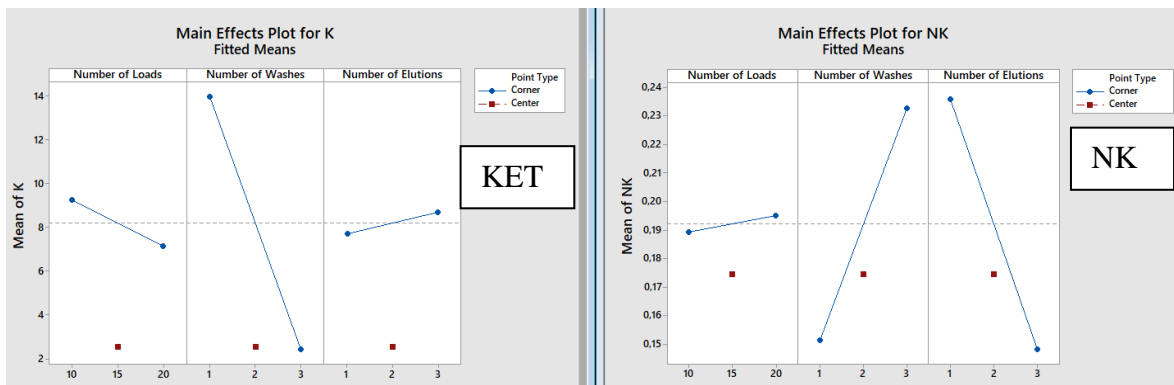 Main Effects Plot for K
Fitted Means
Number of Loads Number of Washes Number of Elutions
Point Type
Corner
Center
14
12
10
8
6
4
2
Mean of K
10 15 20 1 2 3 1 2 3
KET
Main Effects Plot for NK
Fitted Means
Number of Loads Number of Washes Number of Elutions
Point Type
Corner
Center
0,24
0,23
0,22
0,21
0,20
0,19
0,18
0,17
0,16
0,15
Mean of NK
10 15 20 1 2 3 1 2 3
NK